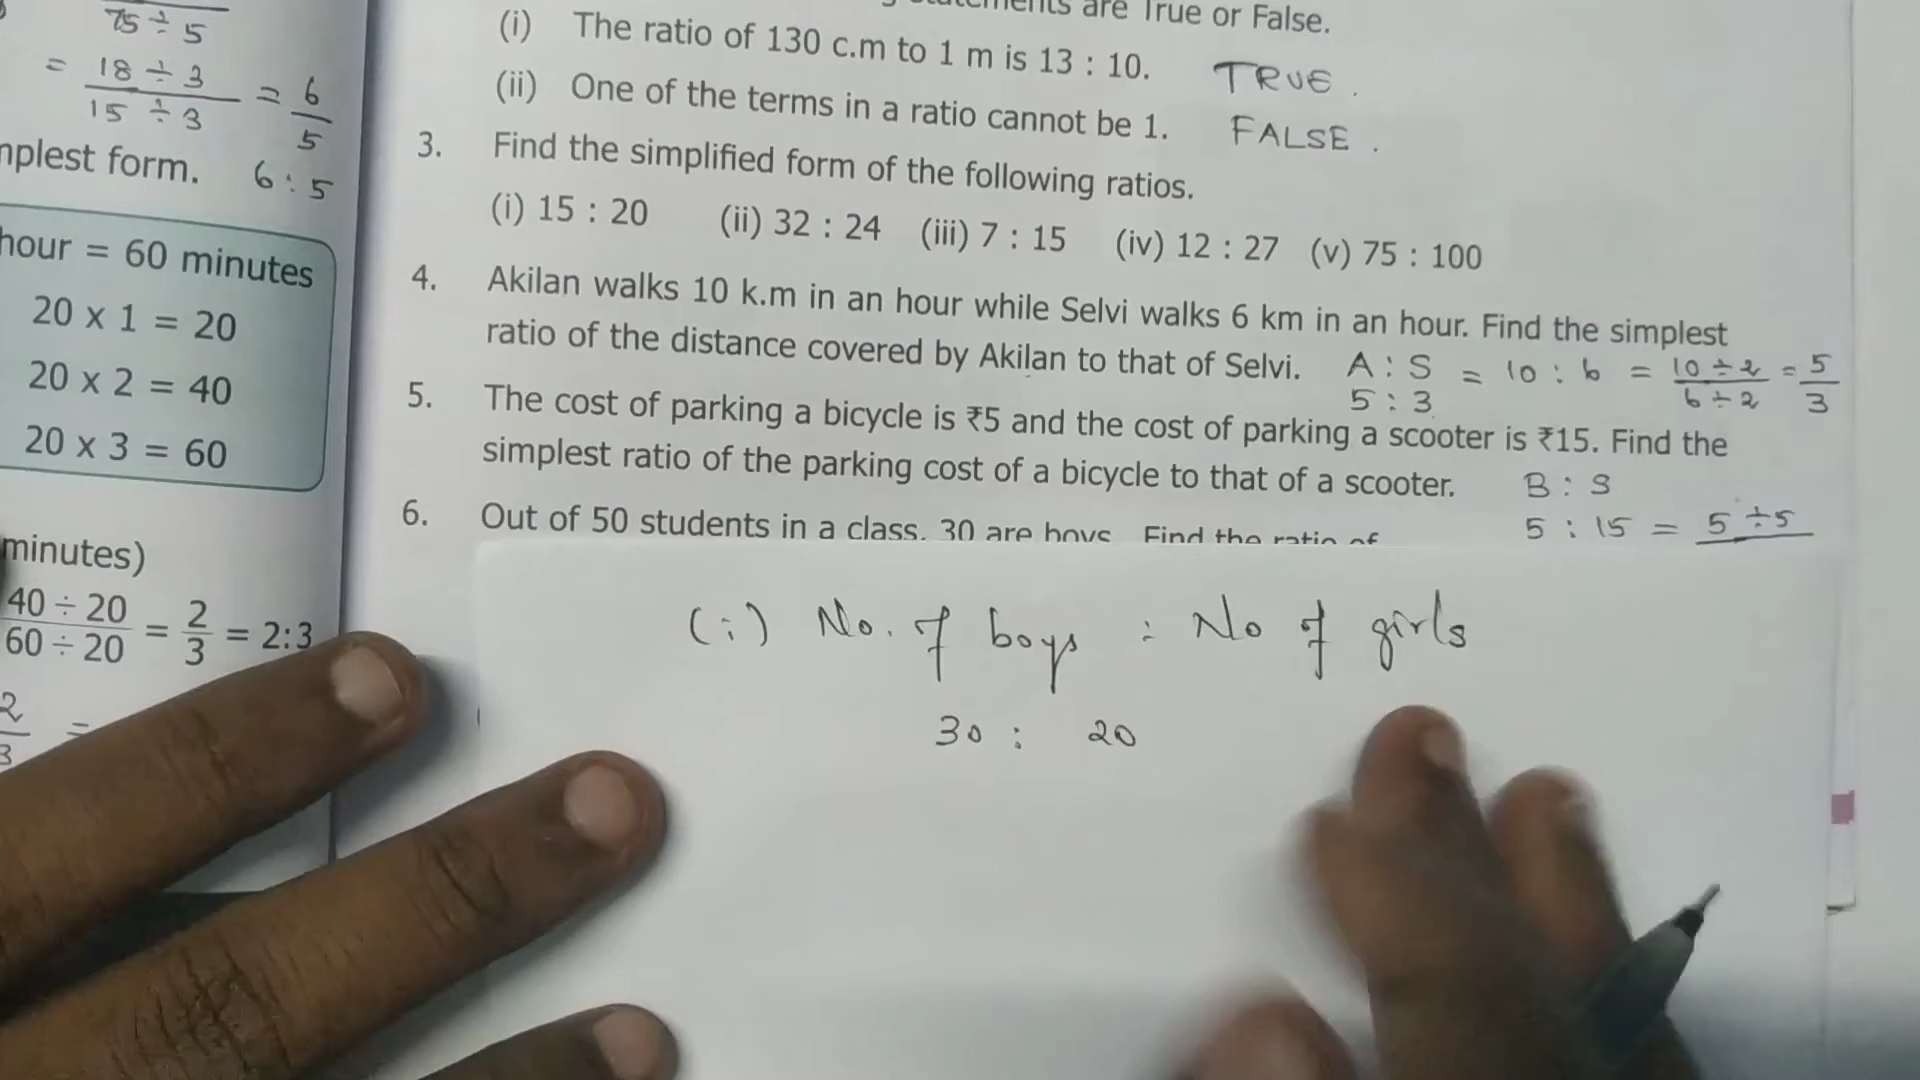 75 ÷ 5
= 18 ÷ 3 / 15 ÷ 3 = 6/5
mplest form. 6 : 5
hour = 60 minutes
20 x 1 = 20
20 x 2 = 40
20 x 3 = 60
minutes)
40 ÷ 20 / 60 ÷ 20 = 2/3 = 2:3
2/3 =
are True or False.
(i) The ratio of 130 c.m to 1 m is 13 : 10. TRUE.
(ii) One of the terms in a ratio cannot be 1. FALSE.
3. Find the simplified form of the following ratios.
(i) 15 : 20 (ii) 32 : 24 (iii) 7 : 15 (iv) 12 : 27 (v) 75 : 100
4. Akilan walks 10 k.m in an hour while Selvi walks 6 km in an hour. Find the simplest
ratio of the distance covered by Akilan to that of Selvi. A : S = 10 : 6 = 10 ÷ 2 / 6 ÷ 2 = 5/3
5 : 3
5. The cost of parking a bicycle is ₹5 and the cost of parking a scooter is ₹15. Find the
simplest ratio of the parking cost of a bicycle to that of a scooter. B : S
5 : 15 = 5 ÷ 5
6. Out of 50 students in a class, 30 are boys. Find the ratio of
(i) No. of boys : No of girls
30 : 20